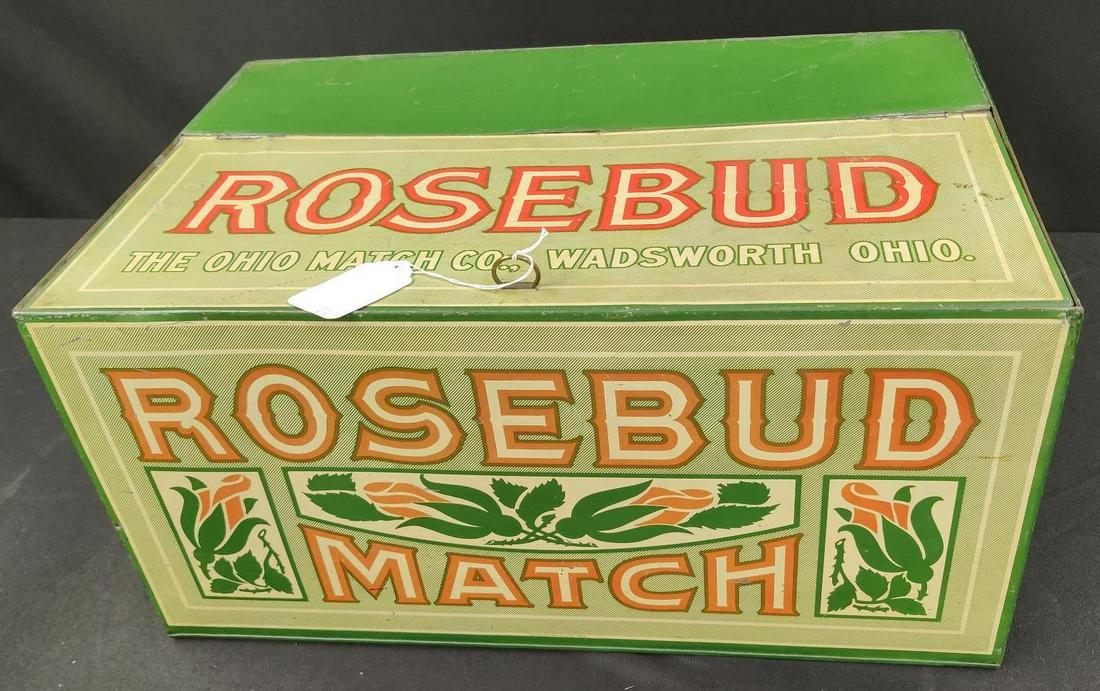 ROSEBUD
THE OHIO MATCH CO., WADSWORTH OHIO.
ROSEBUD
MATCH